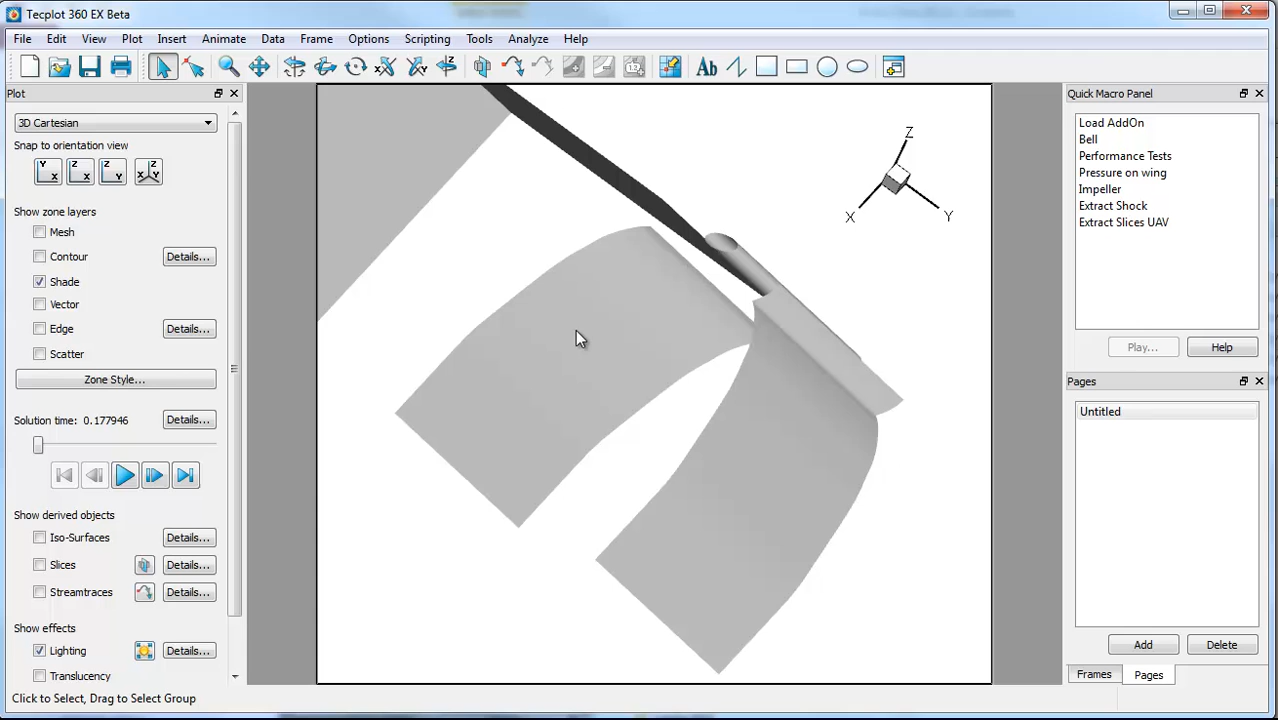 Tecplot 360 EX Beta
File Edit View Plot Insert Animate Data Frame Options Scripting Tools Analyze Help
Ab
Plot
3D Cartesian
Snap to orientation view
Y X Z X Z Y Z X Y
Show zone layers
Mesh
Contour Details...
Shade
Vector
Edge Details...
Scatter
Zone Style...
Solution time: 0.177946 Details...
Show derived objects
Iso-Surfaces Details...
Slices Details...
Streamtraces Details...
Show effects
Lighting Details...
Translucency
Z
X
Y
Quick Macro Panel
Load AddOn
Bell
Performance Tests
Pressure on wing
Impeller
Extract Shock
Extract Slices UAV
Play... Help
Pages
Untitled
Add Delete
Frames Pages
Click to Select, Drag to Select Group